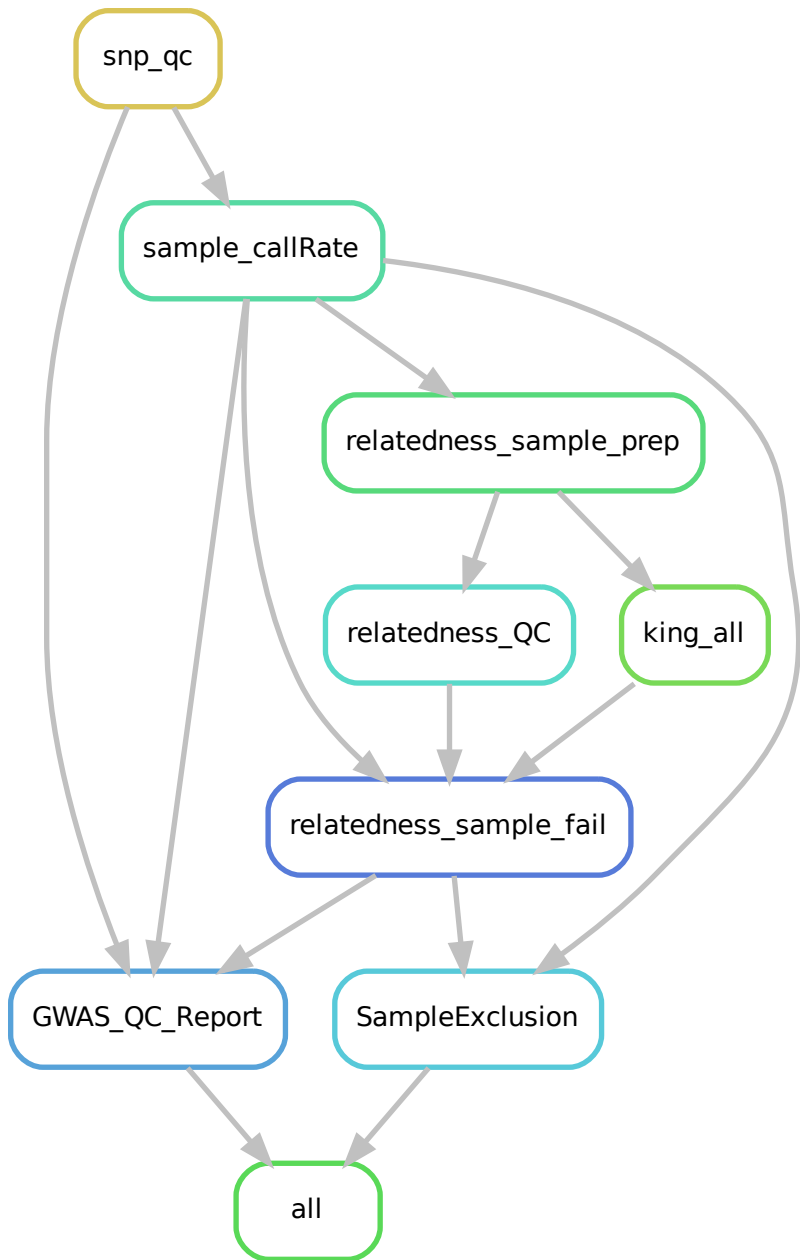 snp_qc
sample_callRate
relatedness_sample_prep
relatedness_QC
king_all
relatedness_sample_fail
GWAS_QC_Report
SampleExclusion
all